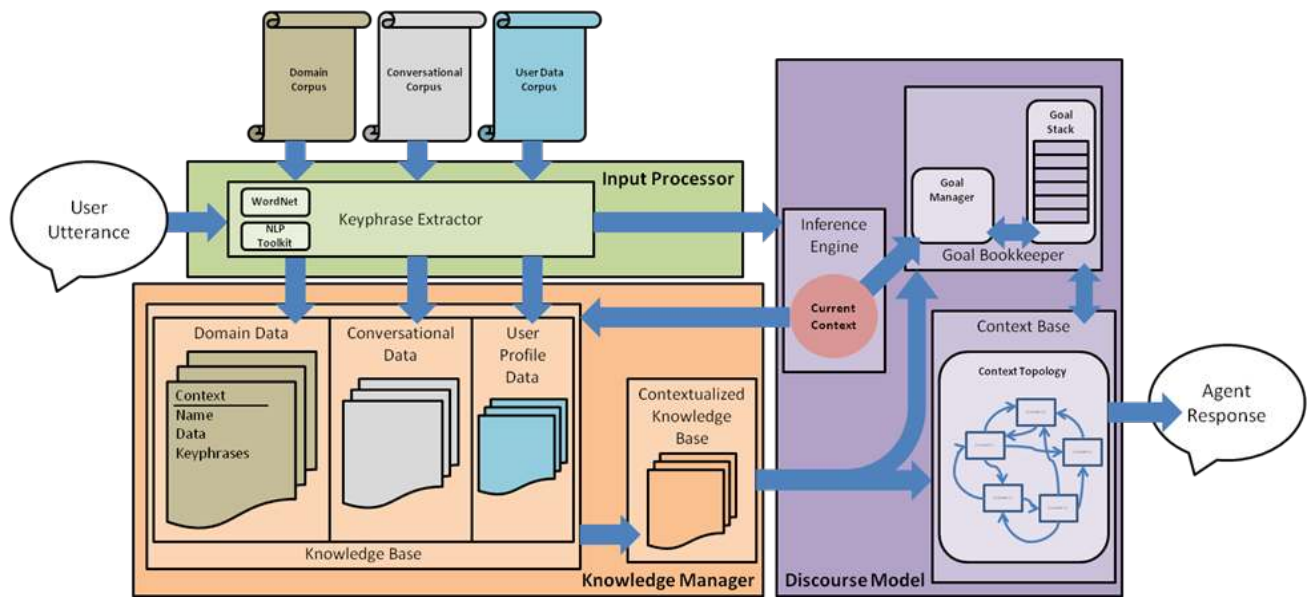 Domain
Corpus
Conversational
Corpus
User Data
Corpus
User
Utterance
Input Processor
WordNet
NLP
Toolkit
Keyphrase Extractor
Goal
Stack
Goal
Manager
Goal Bookkeeper
Inference
Engine
Current
Context
Domain Data
Context
Name
Data
Keyphrases
Conversational
Data
User
Profile
Data
Knowledge Base
Contextualized
Knowledge
Base
Knowledge Manager
Context Base
Context Topology
Discourse Model
Agent
Response